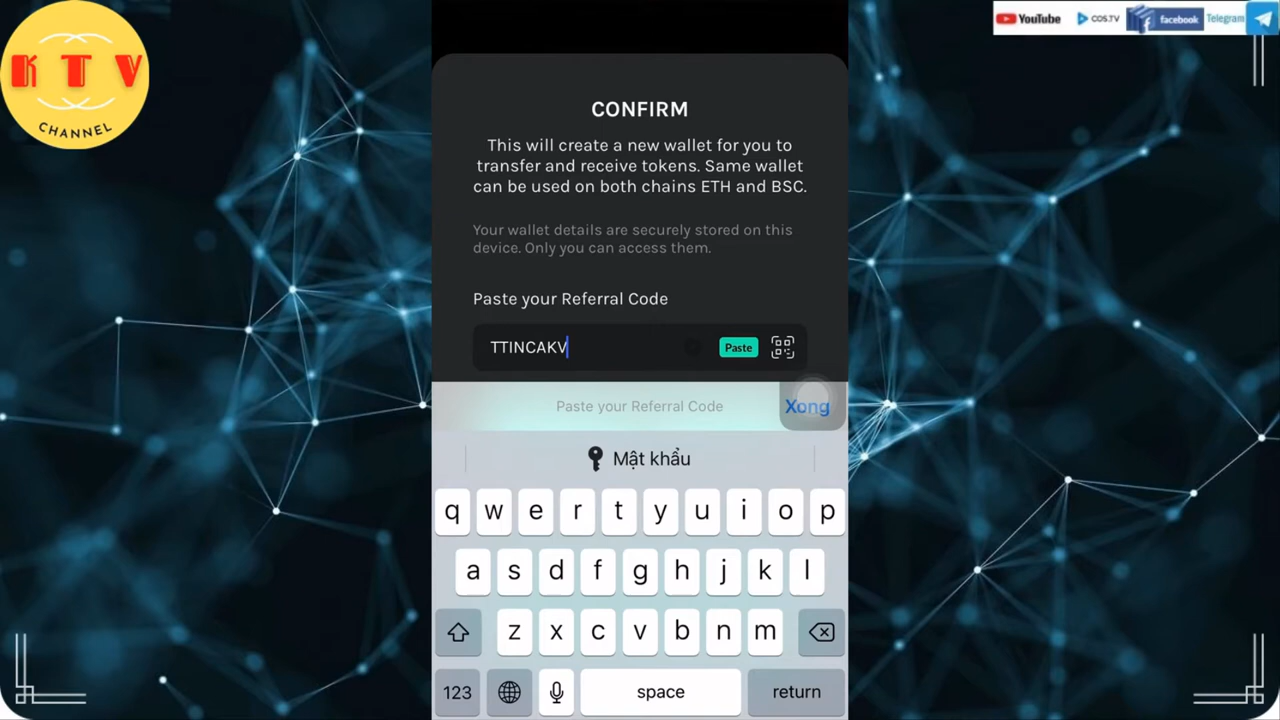 K T V
CHANNEL
YouTube
COS.TV
facebook
Telegram
CONFIRM
This will create a new wallet for you to
transfer and receive tokens. Same wallet
can be used on both chains ETH and BSC.
Your wallet details are securely stored on this
device. Only you can access them.
Paste your Referral Code
TTINCAKV
Paste
Paste your Referral Code
Xong
Mật khẩu
q w e r t y u i o p
a s d f g h j k l
z x c v b n m
123
space
return